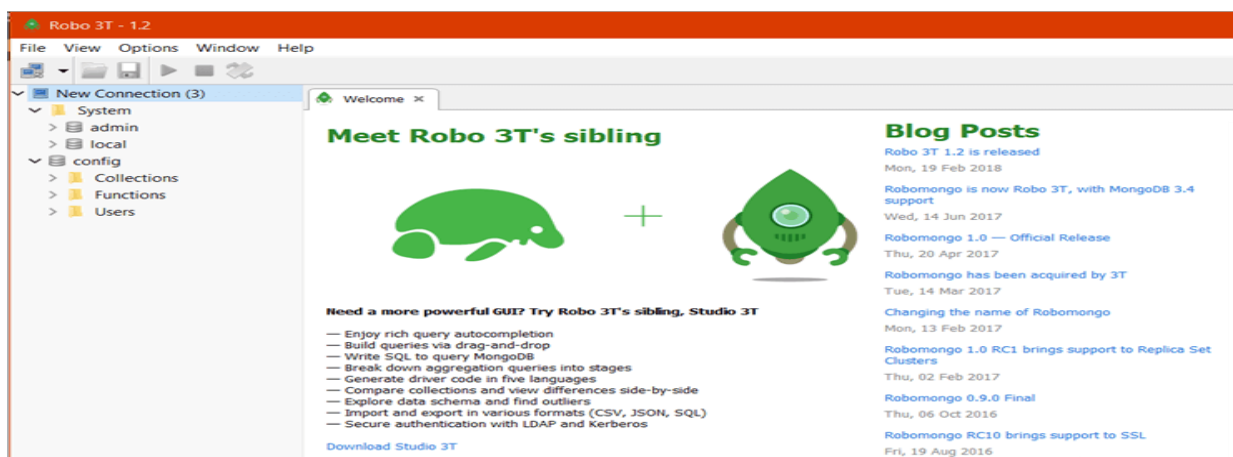 Robo 3T - 1.2
File View Options Window Help
New Connection (3)
System
admin
local
config
Collections
Functions
Users
Welcome ×
Meet Robo 3T's sibling
Need a more powerful GUI? Try Robo 3T's sibling, Studio 3T
— Enjoy rich query autocompletion
— Build queries via drag-and-drop
— Write SQL to query MongoDB
— Break down aggregation queries into stages
— Generate driver code in five languages
— Compare collections and view differences side-by-side
— Explore data schema and find outliers
— Import and export in various formats (CSV, JSON, SQL)
— Secure authentication with LDAP and Kerberos
Download Studio 3T
Blog Posts
Robo 3T 1.2 is released
Mon, 19 Feb 2018
Robomongo is now Robo 3T, with MongoDB 3.4
support
Wed, 14 Jun 2017
Robomongo 1.0 — Official Release
Thu, 20 Apr 2017
Robomongo has been acquired by 3T
Tue, 14 Mar 2017
Changing the name of Robomongo
Mon, 13 Feb 2017
Robomongo 1.0 RC1 brings support to Replica Set
Clusters
Thu, 02 Feb 2017
Robomongo 0.9.0 Final
Thu, 06 Oct 2016
Robomongo RC10 brings support to SSL
Fri, 19 Aug 2016